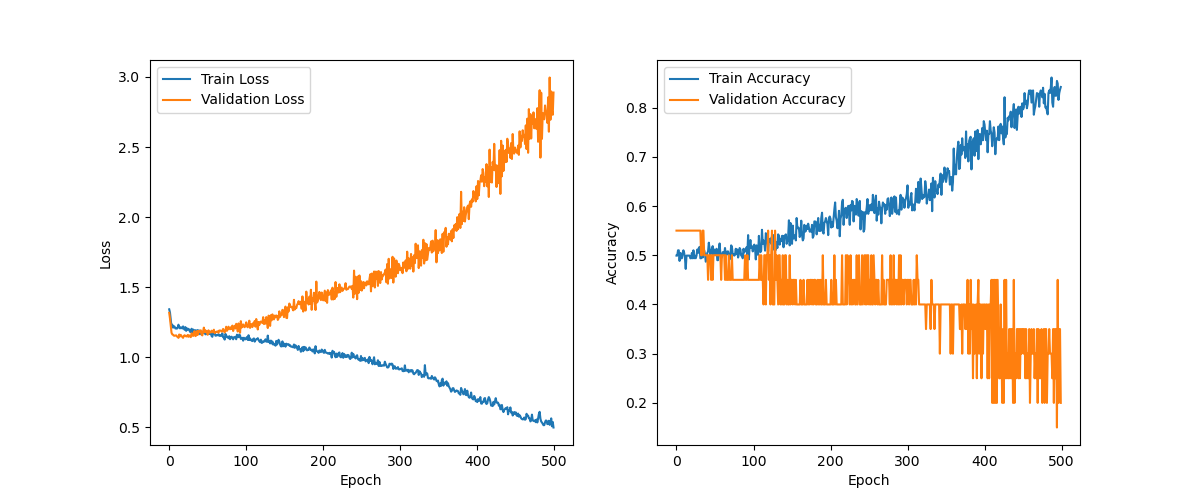 Train Loss
Validation Loss
3.0
2.5
2.0
1.5
1.0
0.5
Loss
0 100 200 300 400 500
Epoch
Train Accuracy
Validation Accuracy
0.8
0.7
0.6
0.5
0.4
0.3
0.2
Accuracy
0 100 200 300 400 500
Epoch